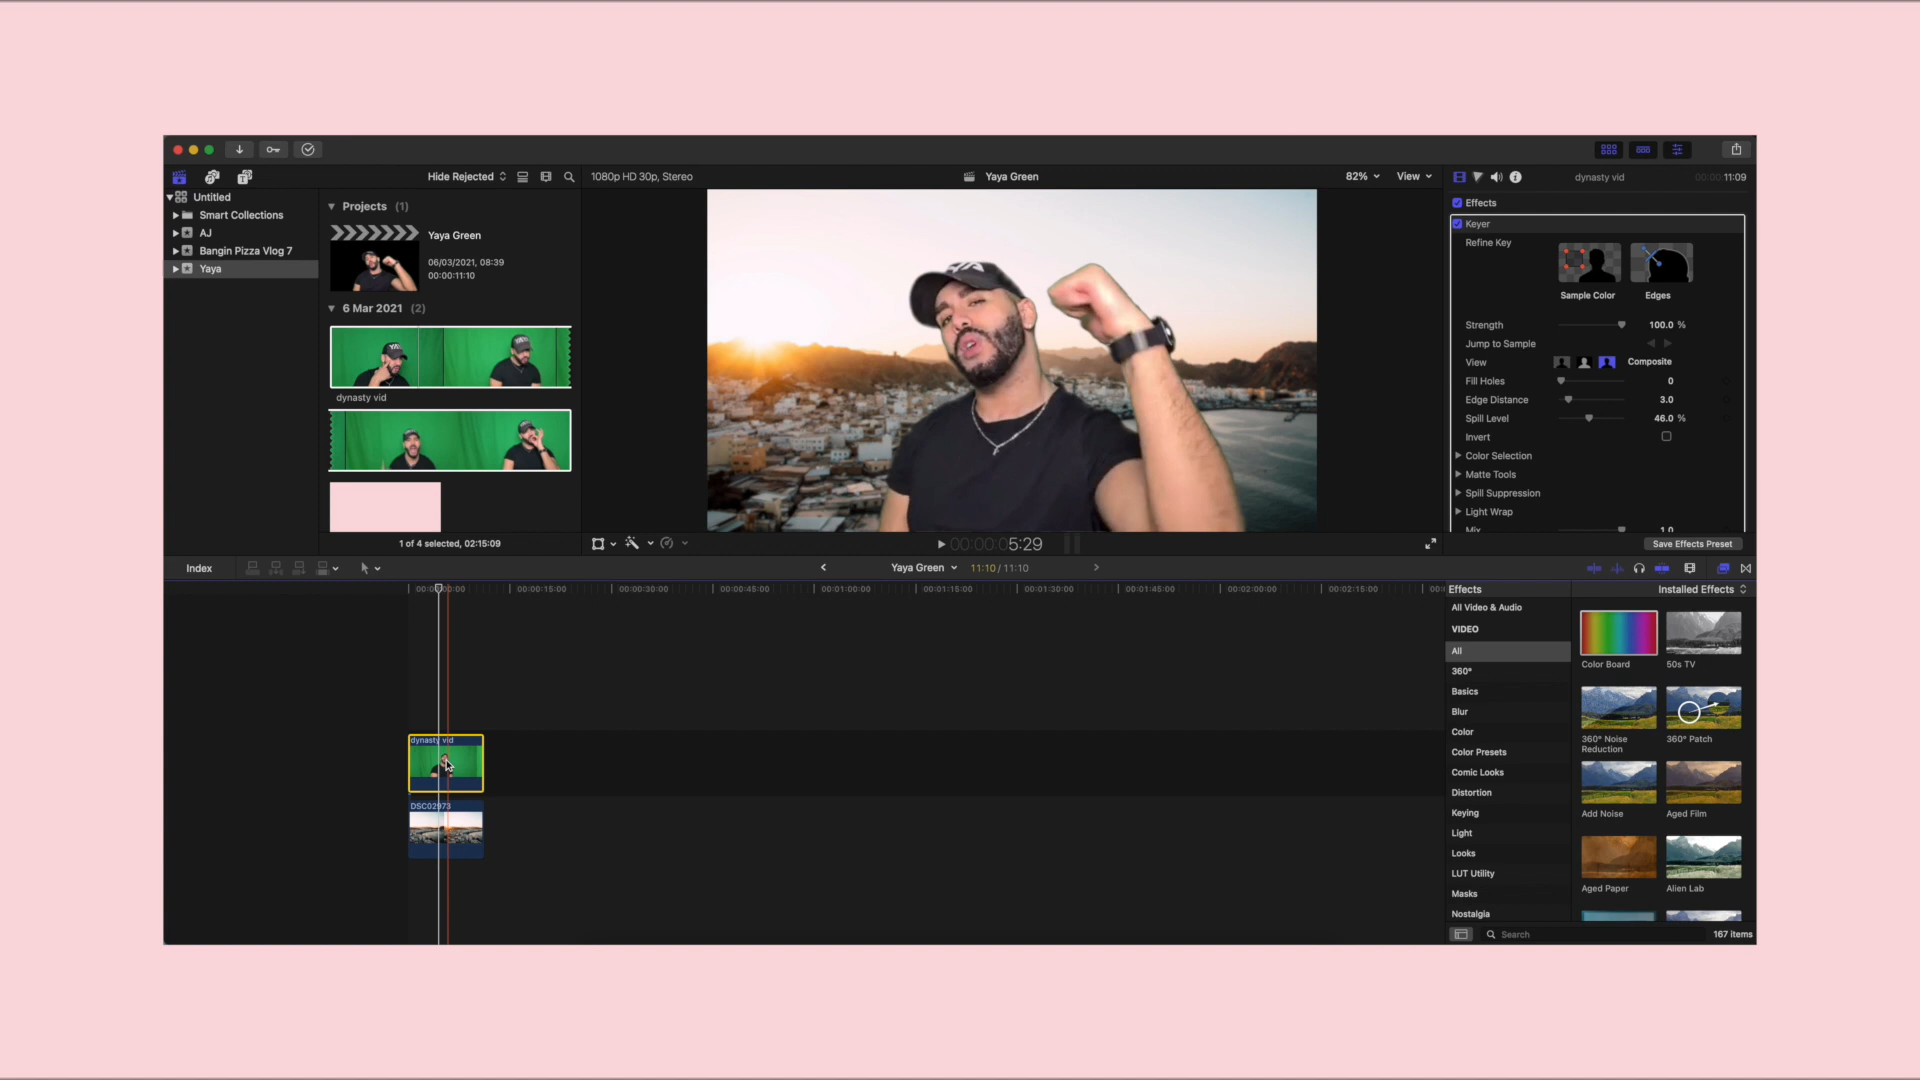 Hide Rejected
1080p HD 30p, Stereo
Yaya Green
82%
View
dynasty vid
00:00:11:09
Untitled
Smart Collections
AJ
Bangin Pizza Vlog 7
Yaya
Projects (1)
Yaya Green
06/03/2021, 08:39
00:00:11:10
6 Mar 2021 (2)
dynasty vid
1 of 4 selected, 02:15:09
00:00:05:29
Effects
Keyer
Refine Key
Sample Color
Edges
Strength
100.0 %
Jump to Sample
View
Composite
Fill Holes
0
Edge Distance
3.0
Spill Level
46.0 %
Invert
Color Selection
Matte Tools
Spill Suppression
Light Wrap
Mix
1.0
Save Effects Preset
Index
Yaya Green
11:10 / 11:10
00:00:15:00
00:00:30:00
00:00:45:00
00:01:00:00
00:01:15:00
00:01:30:00
00:01:45:00
00:02:00:00
00:02:15:00
dynasty vid
DSC02973
Effects
Installed Effects
All Video & Audio
VIDEO
All
360°
Basics
Blur
Color
Color Presets
Comic Looks
Distortion
Keying
Light
Looks
LUT Utility
Masks
Nostalgia
Color Board
50s TV
360° Noise
Reduction
360° Patch
Add Noise
Aged Film
Aged Paper
Alien Lab
Search
167 items